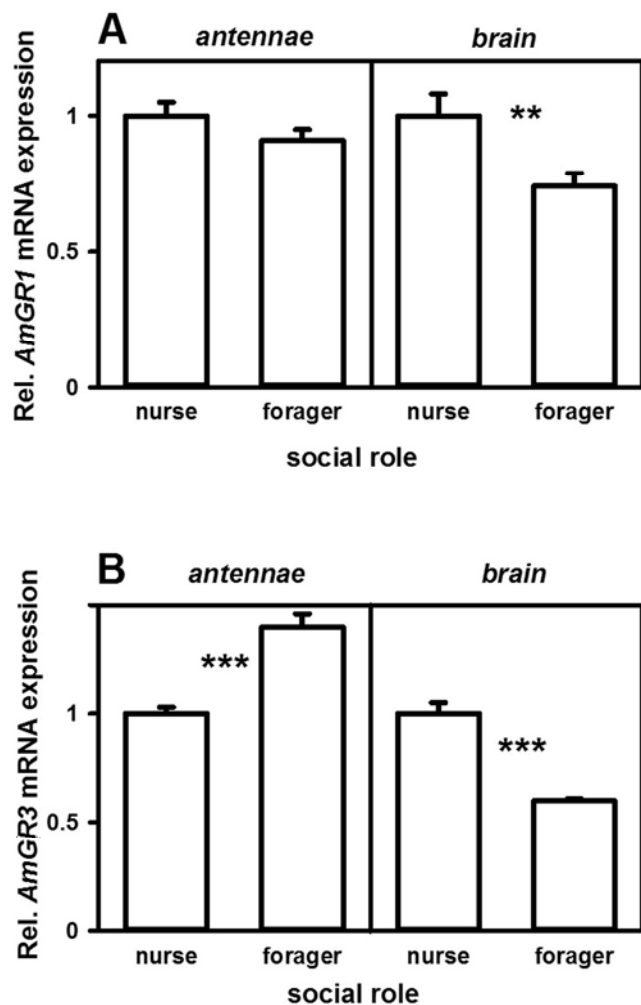 A
antennae brain
Rel. AmGR1 mRNA expression
1
**
0.5
0
nurse forager nurse forager
social role
B
antennae brain
Rel. AmGR3 mRNA expression
***
1
***
0.5
0
nurse forager nurse forager
social role